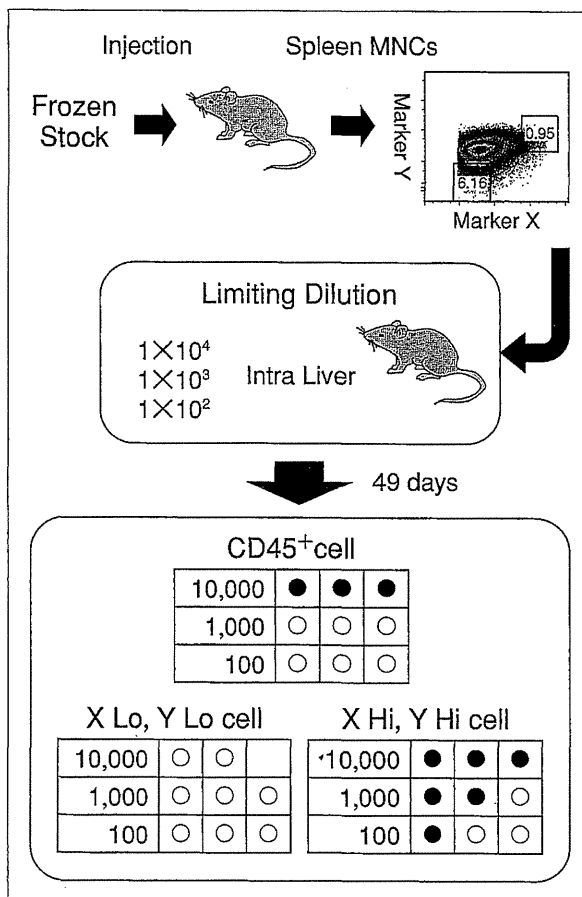 Injection
Spleen MNCs
Frozen
Stock
Marker Y
0.95
6.16
Marker X
Limiting Dilution
1×10⁴
1×10³
1×10²
Intra Liver
49 days
CD45⁺cell
10,000
1,000
100
X Lo, Y Lo cell
10,000
1,000
100
X Hi, Y Hi cell
10,000
1,000
100